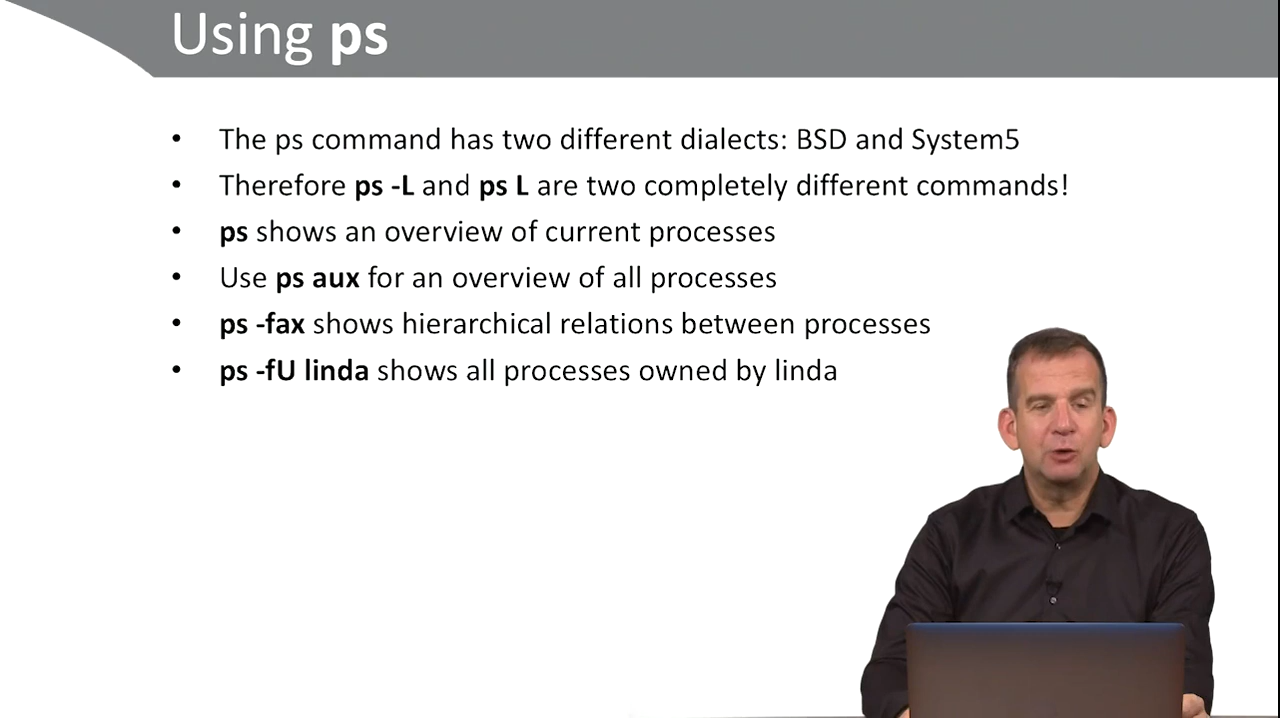 Using ps
• The ps command has two different dialects: BSD and System5
• Therefore ps -L and ps L are two completely different commands!
• ps shows an overview of current processes
• Use ps aux for an overview of all processes
• ps -fax shows hierarchical relations between processes
• ps -fU linda shows all processes owned by linda